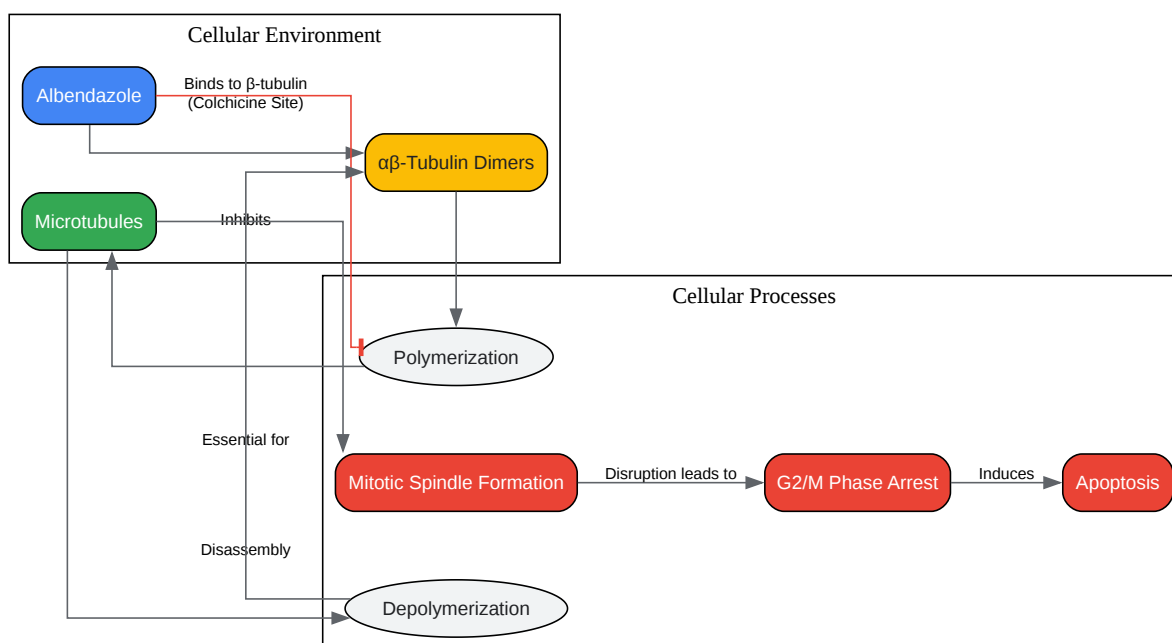 Cellular Environment
Albendazole
Binds to β-tubulin
(Colchicine Site)
αβ-Tubulin Dimers
Microtubules
Inhibits
Cellular Processes
Polymerization
Essential for
Mitotic Spindle Formation
Disruption leads to
G2/M Phase Arrest
Induces
Apoptosis
Disassembly
Depolymerization